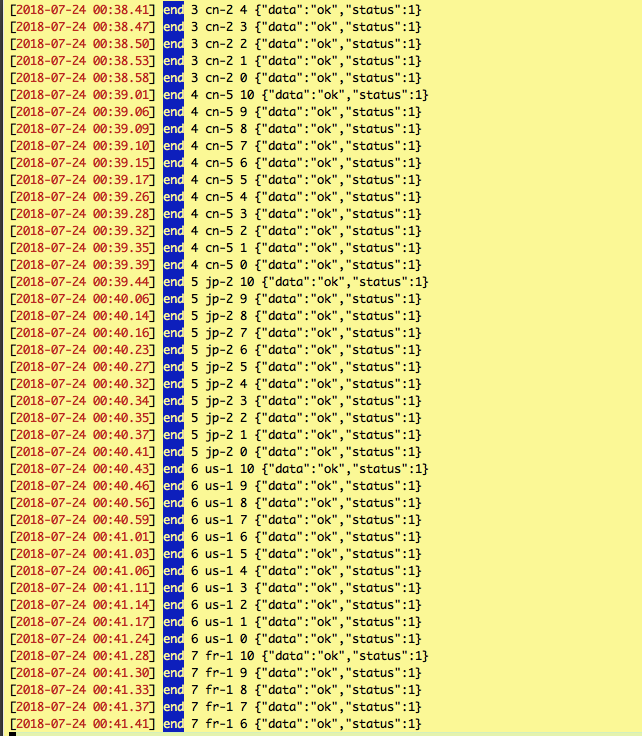 [2018-07-24 00:38.41] end 3 cn-2 4 {"data":"ok","status":1}
[2018-07-24 00:38.47] end 3 cn-2 3 {"data":"ok","status":1}
[2018-07-24 00:38.50] end 3 cn-2 2 {"data":"ok","status":1}
[2018-07-24 00:38.53] end 3 cn-2 1 {"data":"ok","status":1}
[2018-07-24 00:38.58] end 3 cn-2 0 {"data":"ok","status":1}
[2018-07-24 00:39.01] end 4 cn-5 10 {"data":"ok","status":1}
[2018-07-24 00:39.06] end 4 cn-5 9 {"data":"ok","status":1}
[2018-07-24 00:39.09] end 4 cn-5 8 {"data":"ok","status":1}
[2018-07-24 00:39.10] end 4 cn-5 7 {"data":"ok","status":1}
[2018-07-24 00:39.15] end 4 cn-5 6 {"data":"ok","status":1}
[2018-07-24 00:39.17] end 4 cn-5 5 {"data":"ok","status":1}
[2018-07-24 00:39.26] end 4 cn-5 4 {"data":"ok","status":1}
[2018-07-24 00:39.28] end 4 cn-5 3 {"data":"ok","status":1}
[2018-07-24 00:39.32] end 4 cn-5 2 {"data":"ok","status":1}
[2018-07-24 00:39.35] end 4 cn-5 1 {"data":"ok","status":1}
[2018-07-24 00:39.39] end 4 cn-5 0 {"data":"ok","status":1}
[2018-07-24 00:39.44] end 5 jp-2 10 {"data":"ok","status":1}
[2018-07-24 00:40.06] end 5 jp-2 9 {"data":"ok","status":1}
[2018-07-24 00:40.14] end 5 jp-2 8 {"data":"ok","status":1}
[2018-07-24 00:40.16] end 5 jp-2 7 {"data":"ok","status":1}
[2018-07-24 00:40.23] end 5 jp-2 6 {"data":"ok","status":1}
[2018-07-24 00:40.27] end 5 jp-2 5 {"data":"ok","status":1}
[2018-07-24 00:40.32] end 5 jp-2 4 {"data":"ok","status":1}
[2018-07-24 00:40.34] end 5 jp-2 3 {"data":"ok","status":1}
[2018-07-24 00:40.35] end 5 jp-2 2 {"data":"ok","status":1}
[2018-07-24 00:40.37] end 5 jp-2 1 {"data":"ok","status":1}
[2018-07-24 00:40.41] end 5 jp-2 0 {"data":"ok","status":1}
[2018-07-24 00:40.43] end 6 us-1 10 {"data":"ok","status":1}
[2018-07-24 00:40.46] end 6 us-1 9 {"data":"ok","status":1}
[2018-07-24 00:40.56] end 6 us-1 8 {"data":"ok","status":1}
[2018-07-24 00:40.59] end 6 us-1 7 {"data":"ok","status":1}
[2018-07-24 00:41.01] end 6 us-1 6 {"data":"ok","status":1}
[2018-07-24 00:41.03] end 6 us-1 5 {"data":"ok","status":1}
[2018-07-24 00:41.06] end 6 us-1 4 {"data":"ok","status":1}
[2018-07-24 00:41.11] end 6 us-1 3 {"data":"ok","status":1}
[2018-07-24 00:41.14] end 6 us-1 2 {"data":"ok","status":1}
[2018-07-24 00:41.17] end 6 us-1 1 {"data":"ok","status":1}
[2018-07-24 00:41.24] end 6 us-1 0 {"data":"ok","status":1}
[2018-07-24 00:41.28] end 7 fr-1 10 {"data":"ok","status":1}
[2018-07-24 00:41.30] end 7 fr-1 9 {"data":"ok","status":1}
[2018-07-24 00:41.33] end 7 fr-1 8 {"data":"ok","status":1}
[2018-07-24 00:41.37] end 7 fr-1 7 {"data":"ok","status":1}
[2018-07-24 00:41.41] end 7 fr-1 6 {"data":"ok","status":1}